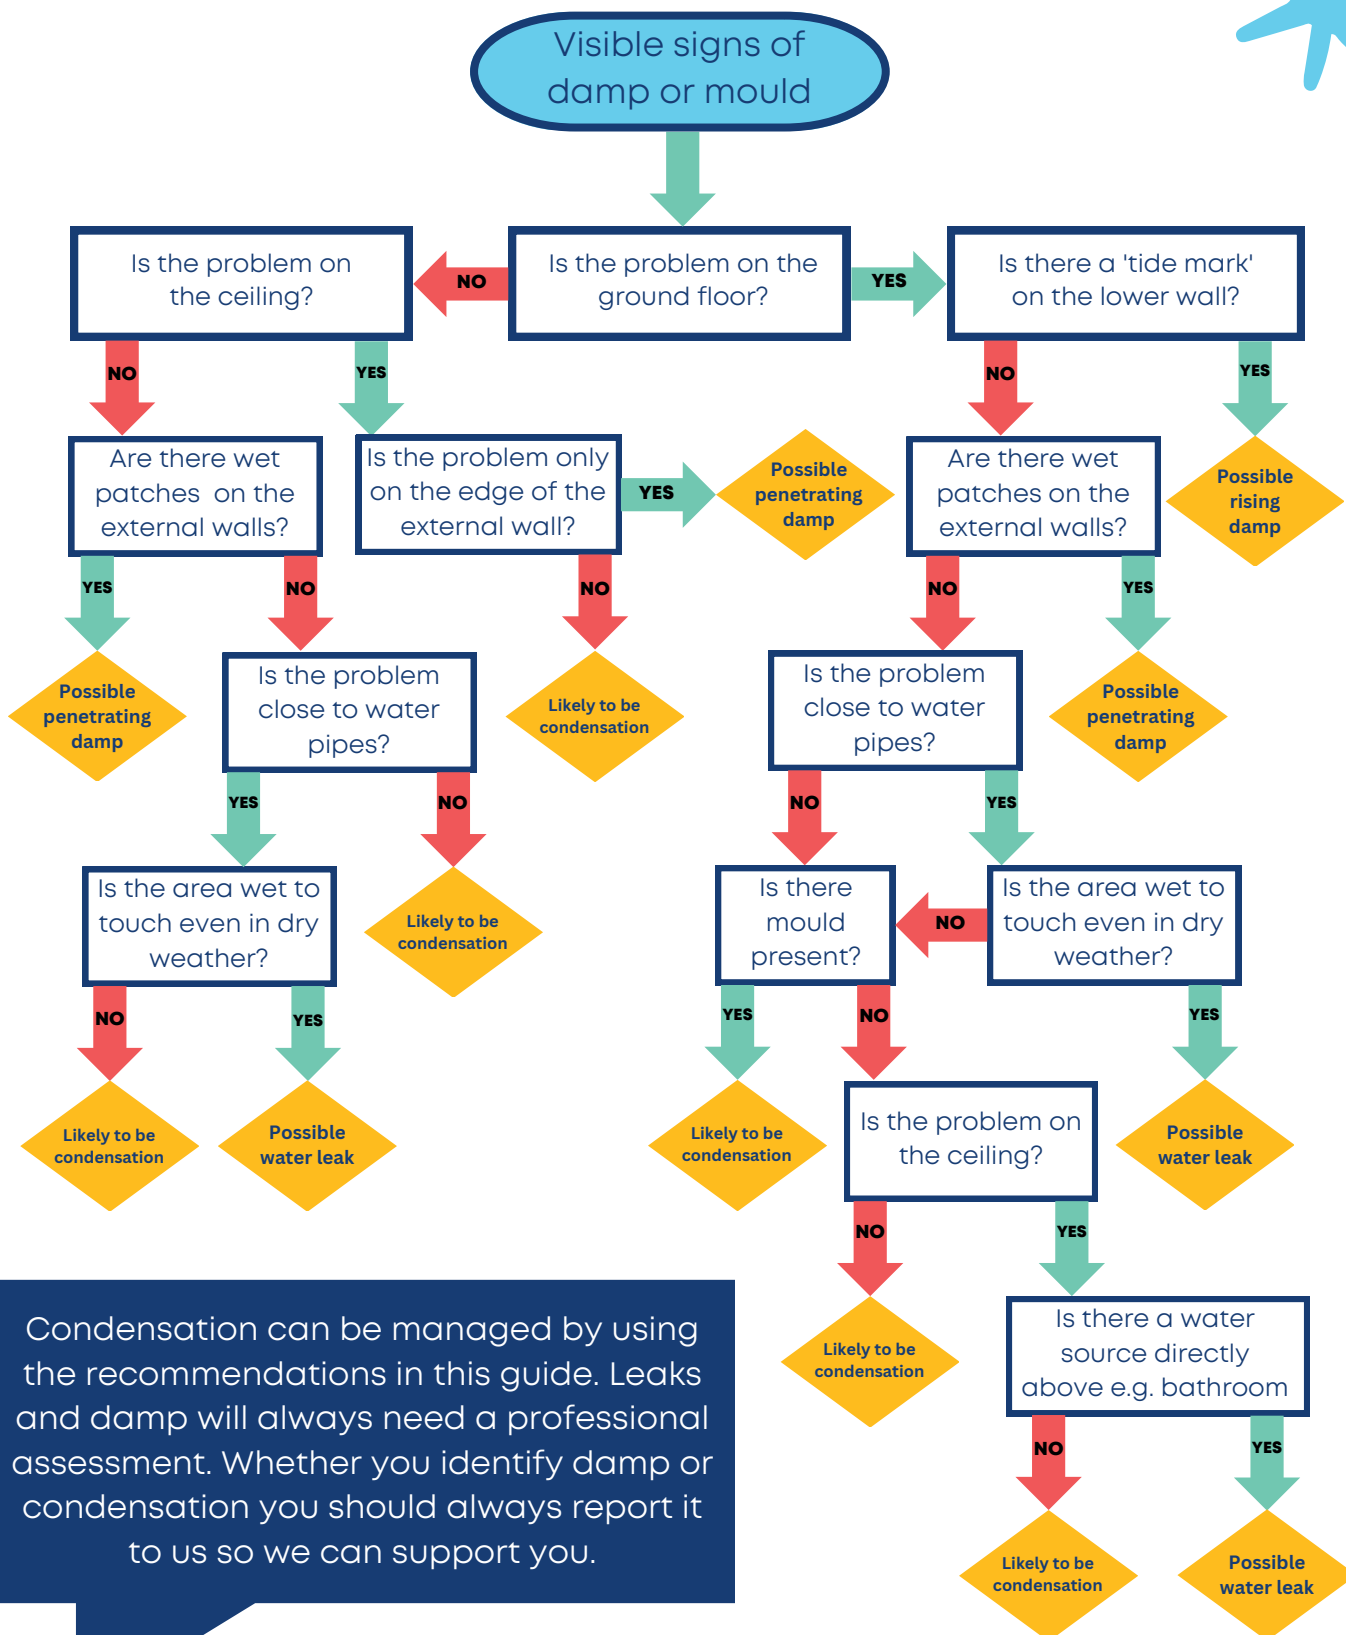 Visible signs of
damp or mould
Is the problem on
the ceiling?
NO
Is the problem on the
ground floor?
YES
Is there a 'tide mark'
on the lower wall?
NO
YES
NO
YES
Are there wet
patches on the
external walls?
Is the problem only
on the edge of the
external wall?
YES
Possible
penetrating
damp
Are there wet
patches on the
external walls?
Possible
rising
damp
YES
NO
NO
NO
YES
Possible
penetrating
damp
Is the problem
close to water
pipes?
Likely to be
condensation
Is the problem
close to water
pipes?
Possible
penetrating
damp
YES
NO
NO
YES
Is the area wet to
touch even in dry
weather?
Likely to be
condensation
Is there
mould
present?
NO
Is the area wet to
touch even in dry
weather?
NO
YES
YES
NO
YES
Likely to be
condensation
Possible
water leak
Likely to be
condensation
Is the problem on
the ceiling?
Possible
water leak
NO
YES
Likely to be
condensation
Is there a water
source directly
above e.g. bathroom
NO
YES
Likely to be
condensation
Possible
water leak
Condensation can be managed by using
the recommendations in this guide. Leaks
and damp will always need a professional
assessment. Whether you identify damp or
condensation you should always report it
to us so we can support you.